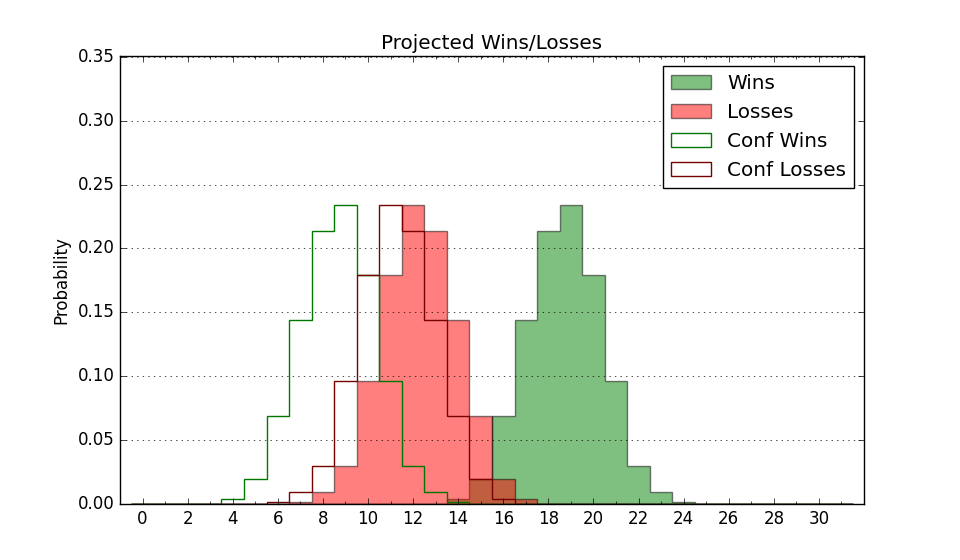 Projected Wins/Losses
0.35
0.30
0.25
0.20
0.15
0.10
0.05
0.00
Probability
Wins
Losses
Conf Wins
Conf Losses
0 2 4 6 8 10 12 14 16 18 20 22 24 26 28 30